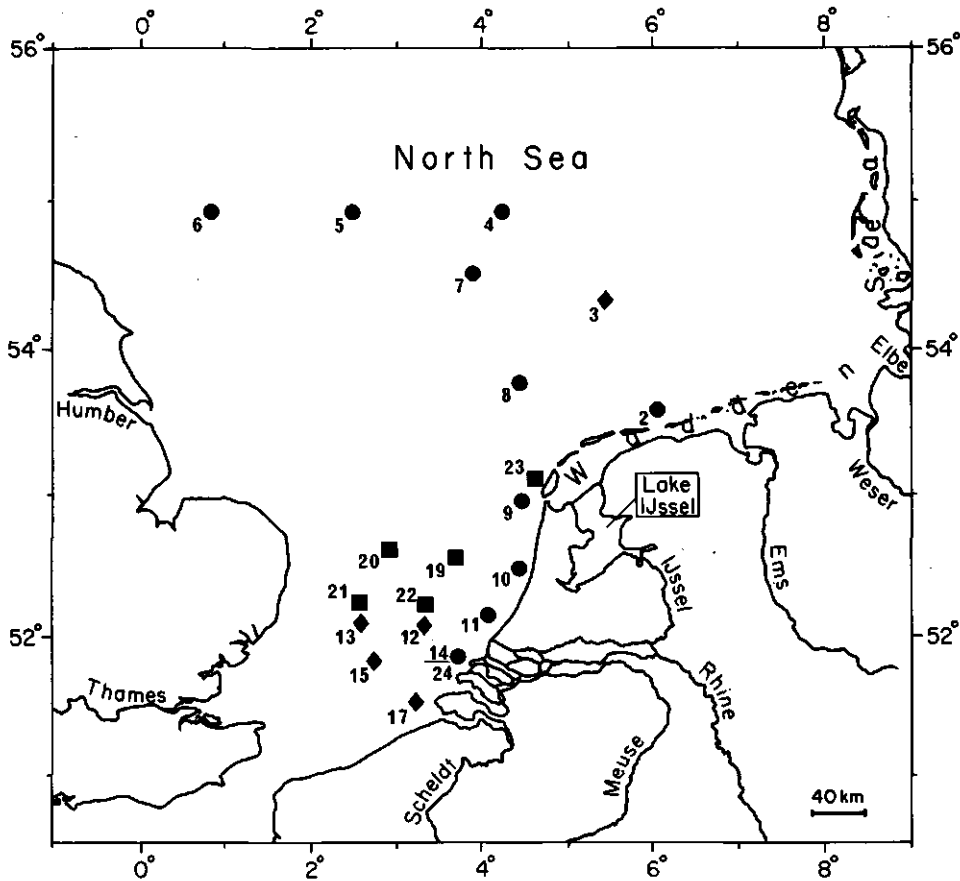 0° 2° 4° 6° 8°
56° 56°
North Sea
6 5 4
7
3
54° 54°
Elbe
8
Humber
2
Wadden Sea
23
Lake
IJssel
Weser
9
20 19
10
Ems
IJssel
21 22
11
13 12
52° 52°
14
15 24
Thames
17
Rhine
Meuse
Scheldt
40 km
0° 2° 4° 6° 8°